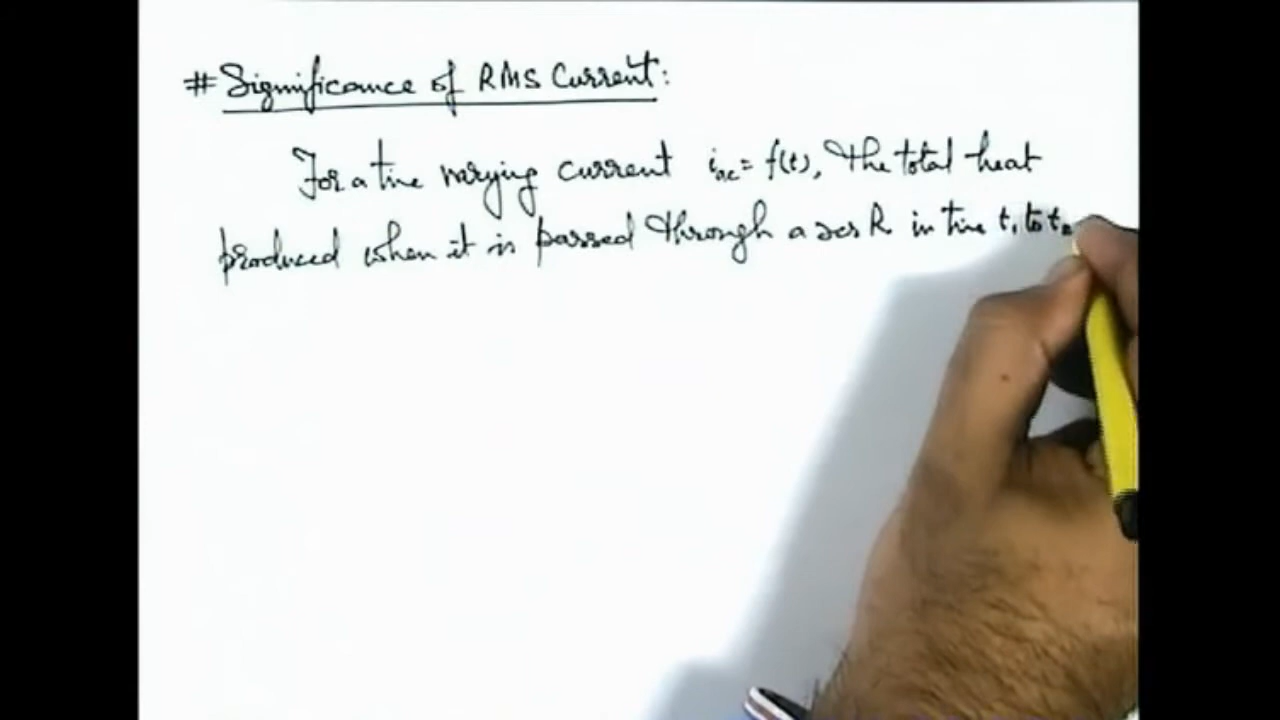 # Significance of RMS Current:
For a time varying current i_ac = f(t), the total heat
produced when it is passed through a res R in time t₁ to t₂